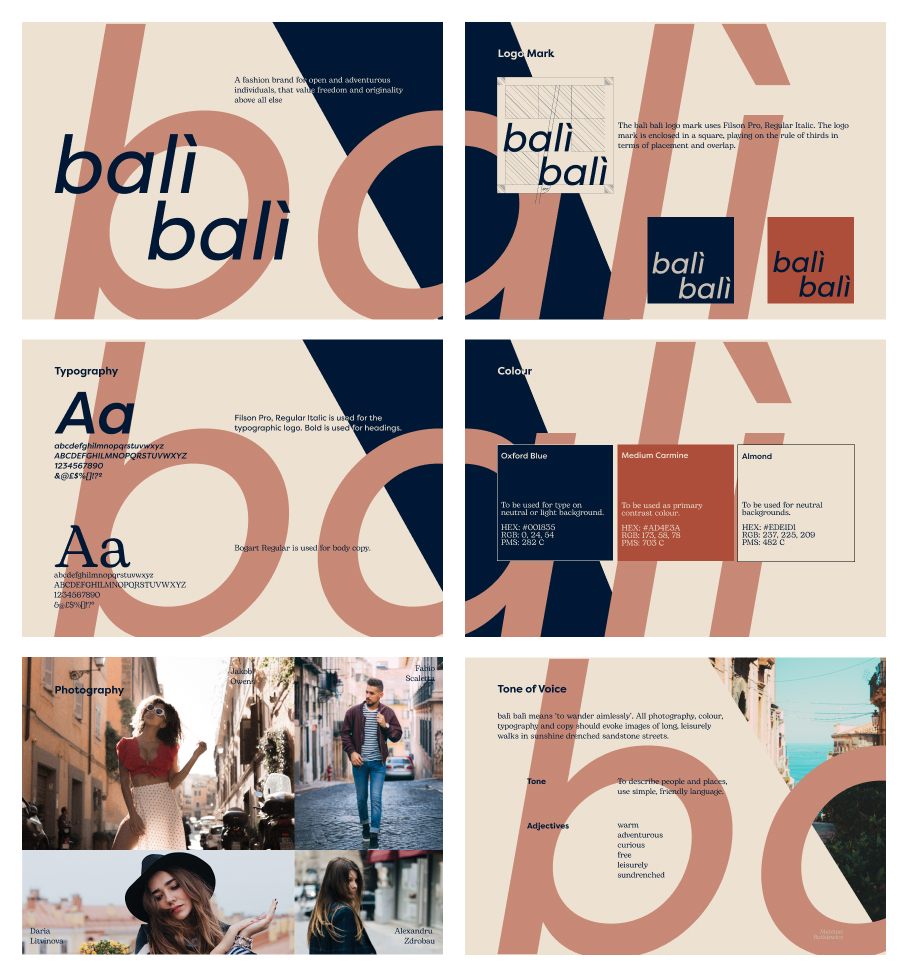 A fashion brand for open and adventurous
individuals, that value freedom and originality
above all else
balì
balì
Logo Mark
balì
balì
The balì balì logo mark uses Filson Pro, Regular Italic. The logo
mark is enclosed in a square, playing on the rule of thirds in
terms of placement and overlap.
balì
balì
balì
balì
Typography
Aa
abcdefghilmnopqrstuvwxyz
ABCDEFGHILMNOPQRSTUVWXYZ
1234567890
&@£$%[]!?º
Filson Pro, Regular Italic is used for the
typographic logo. Bold is used for headings.
Aa
abcdefghilmnopqrstuvwxyz
ABCDEFGHILMNOPQRSTUVWXYZ
1234567890
&@£$%[]!?º
Bogart Regular is used for body copy.
Colour
Oxford Blue
To be used for type on
neutral or light background.
HEX: #001835
RGB: 0, 24, 54
PMS: 282 C
Medium Carmine
To be used as primary
contrast colour.
HEX: #AD4E3A
RGB: 173, 58, 78
PMS: 703 C
Almond
To be used for neutral
backgrounds.
HEX: #EDE1D1
RGB: 237, 225, 209
PMS: 482 C
Photography
Jakob
Owens
Fabio
Scaletta
Daria
Litvinova
Alexandru
Zdrobau
Tone of Voice
balì balì means 'to wander aimlessly'. All photography, colour,
typography and copy should evoke images of long, leisurely
walks in sunshine drenched sandstone streets.
Tone
To describe people and places,
use simple, friendly language.
Adjectives
warm
adventurous
curious
free
leisurely
sundrenched